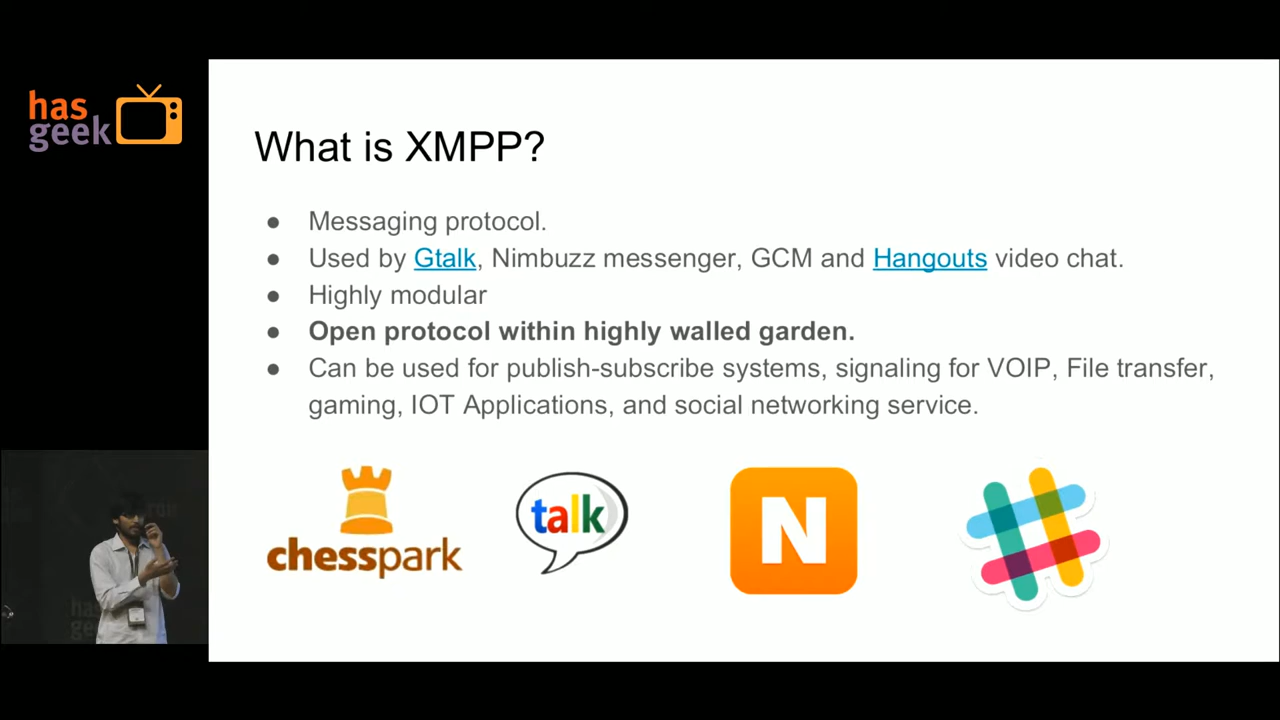 has
geek
What is XMPP?
● Messaging protocol.
● Used by Gtalk, Nimbuzz messenger, GCM and Hangouts video chat.
● Highly modular
● Open protocol within highly walled garden.
● Can be used for publish-subscribe systems, signaling for VOIP, File transfer,
gaming, IOT Applications, and social networking service.
chesspark
talk
N
has
geek